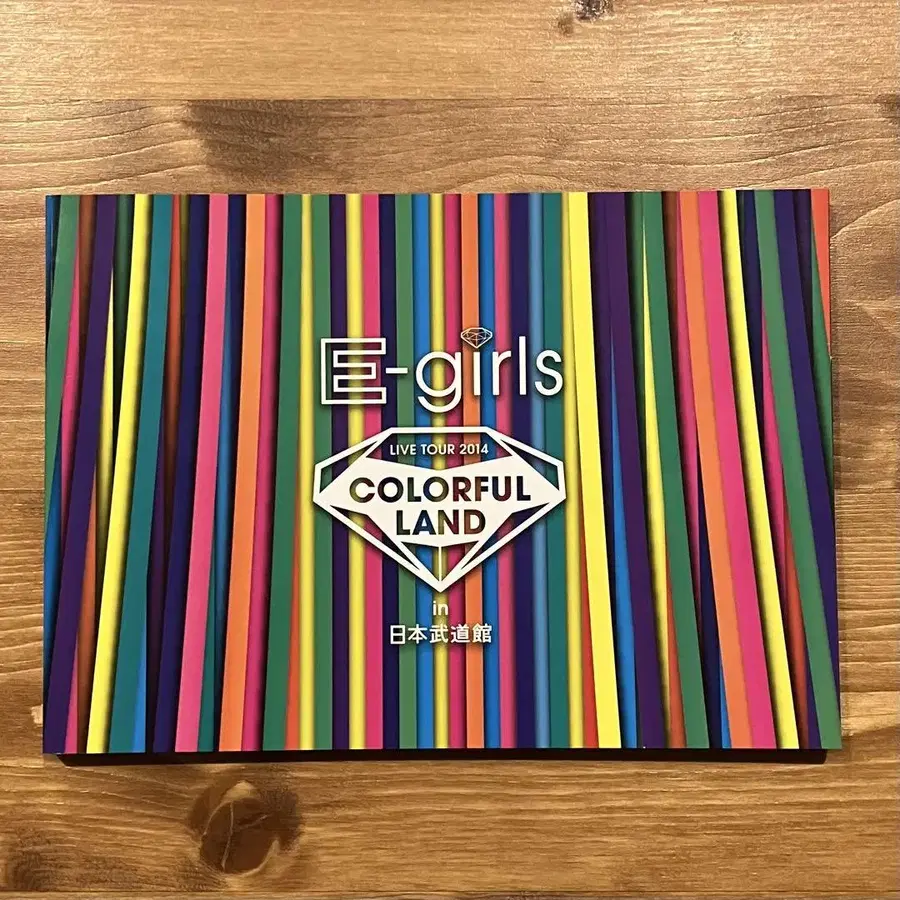 E-girls
LIVE TOUR 2014
COLORFUL
LAND
in
日本武道館